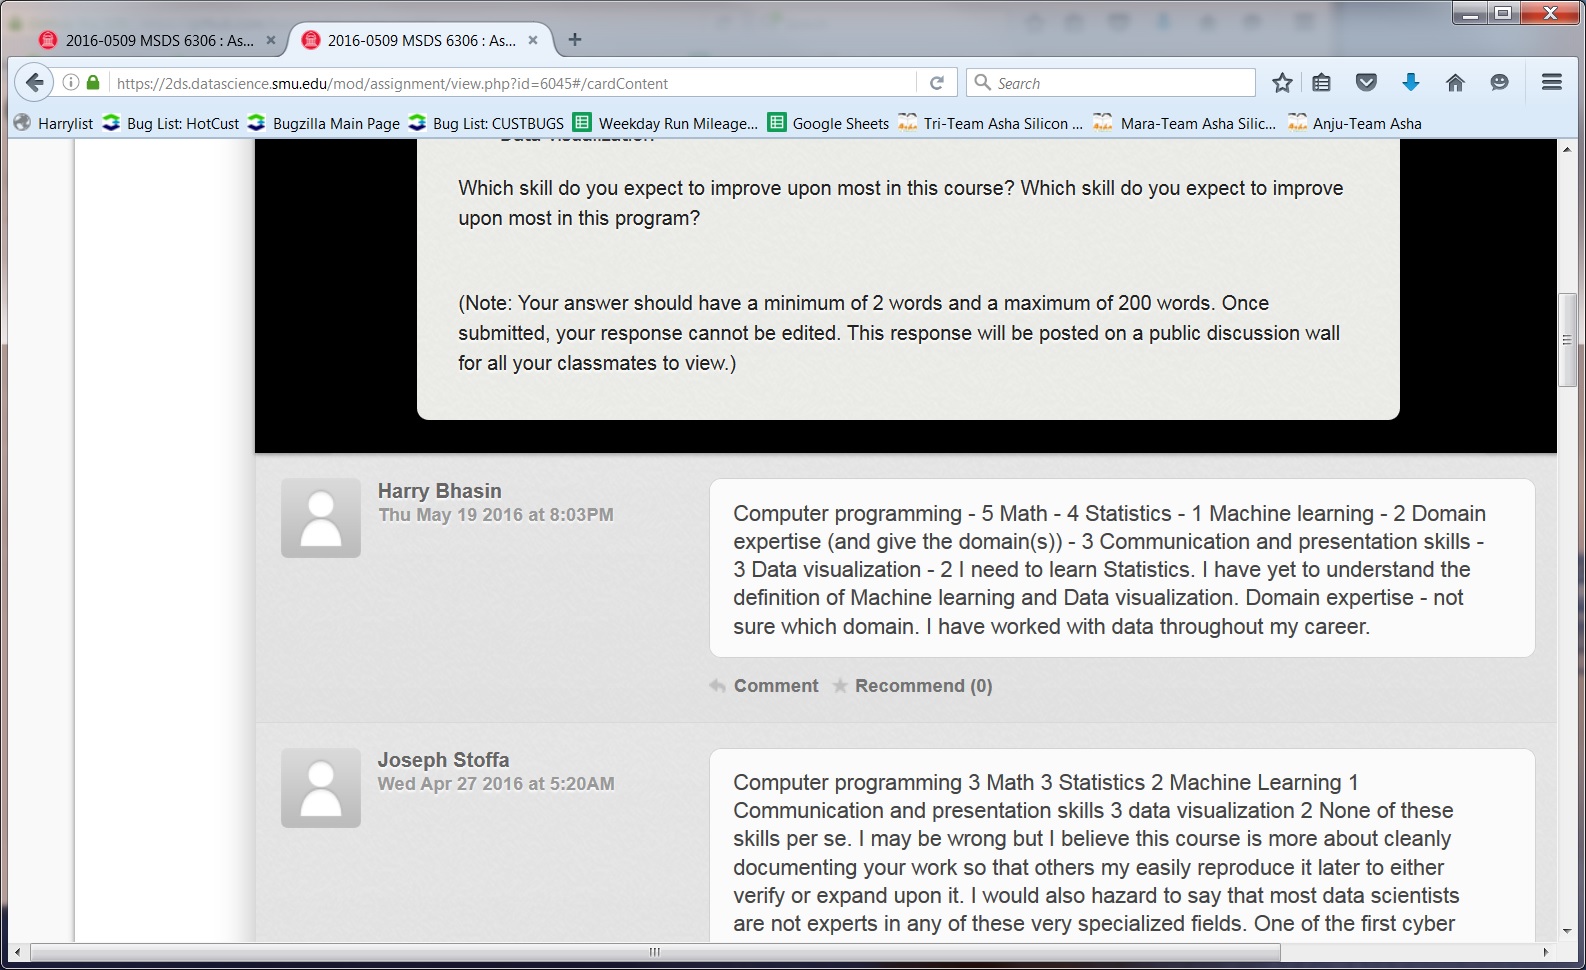 2016-0509 MSDS 6306 : As...
2016-0509 MSDS 6306 : As...
https://2ds.datascience.smu.edu/mod/assignment/view.php?id=6045#/cardContent
Search
Harrylist
Bug List: HotCust
Bugzilla Main Page
Bug List: CUSTBUGS
Weekday Run Mileage...
Google Sheets
Tri-Team Asha Silicon ...
Mara-Team Asha Silic...
Anju-Team Asha
Data visualization
Which skill do you expect to improve upon most in this course? Which skill do you expect to improve
upon most in this program?
(Note: Your answer should have a minimum of 2 words and a maximum of 200 words. Once
submitted, your response cannot be edited. This response will be posted on a public discussion wall
for all your classmates to view.)
Harry Bhasin
Thu May 19 2016 at 8:03PM
Computer programming - 5 Math - 4 Statistics - 1 Machine learning - 2 Domain
expertise (and give the domain(s)) - 3 Communication and presentation skills -
3 Data visualization - 2 I need to learn Statistics. I have yet to understand the
definition of Machine learning and Data visualization. Domain expertise - not
sure which domain. I have worked with data throughout my career.
Comment
Recommend (0)
Joseph Stoffa
Wed Apr 27 2016 at 5:20AM
Computer programming 3 Math 3 Statistics 2 Machine Learning 1
Communication and presentation skills 3 data visualization 2 None of these
skills per se. I may be wrong but I believe this course is more about cleanly
documenting your work so that others my easily reproduce it later to either
verify or expand upon it. I would also hazard to say that most data scientists
are not experts in any of these very specialized fields. One of the first cyber